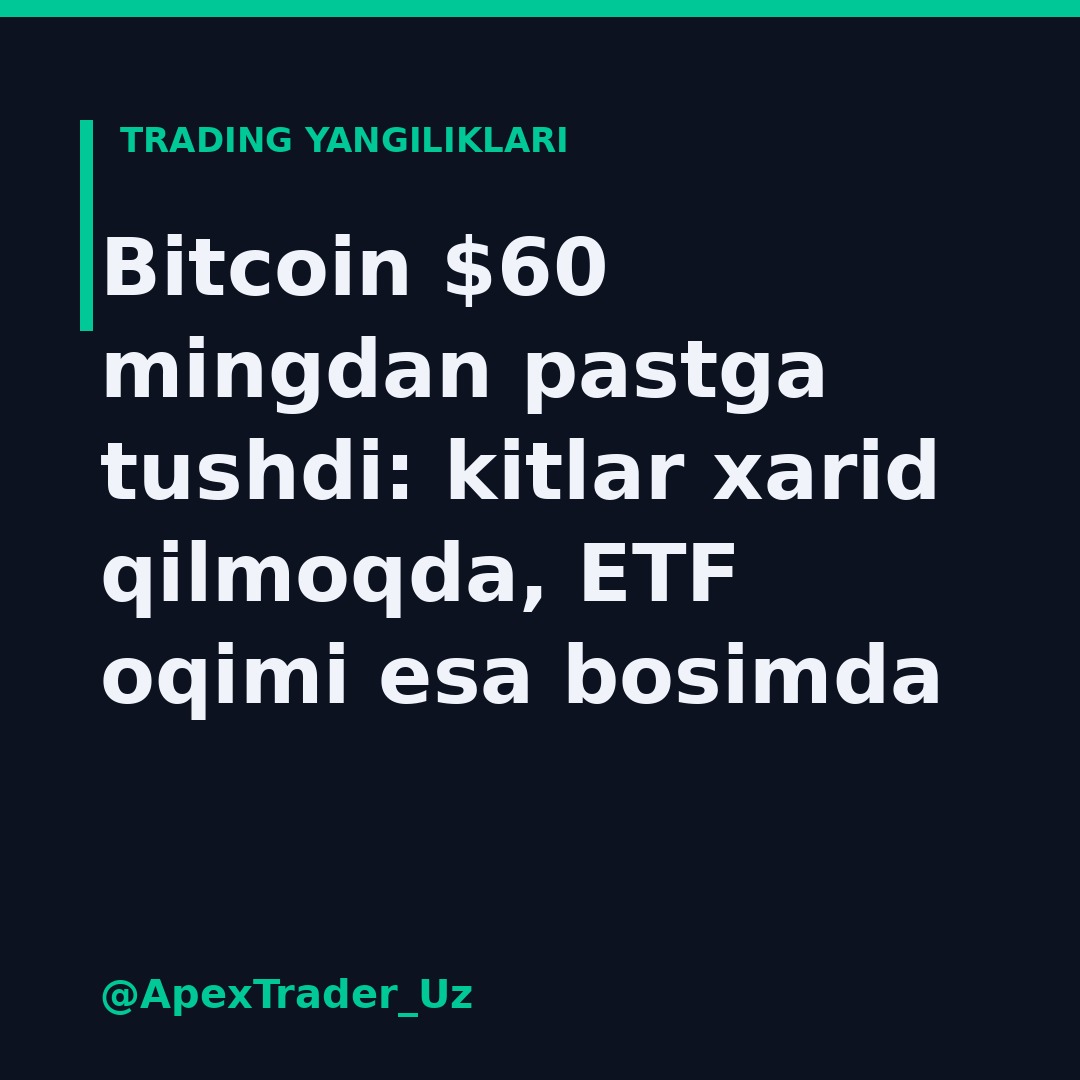 TRADING YANGILIKLARI
Bitcoin $60
mingdan pastga
tushdi: kitlar xarid
qilmoqda, ETF
oqimi esa bosimda
@ApexTrader_Uz